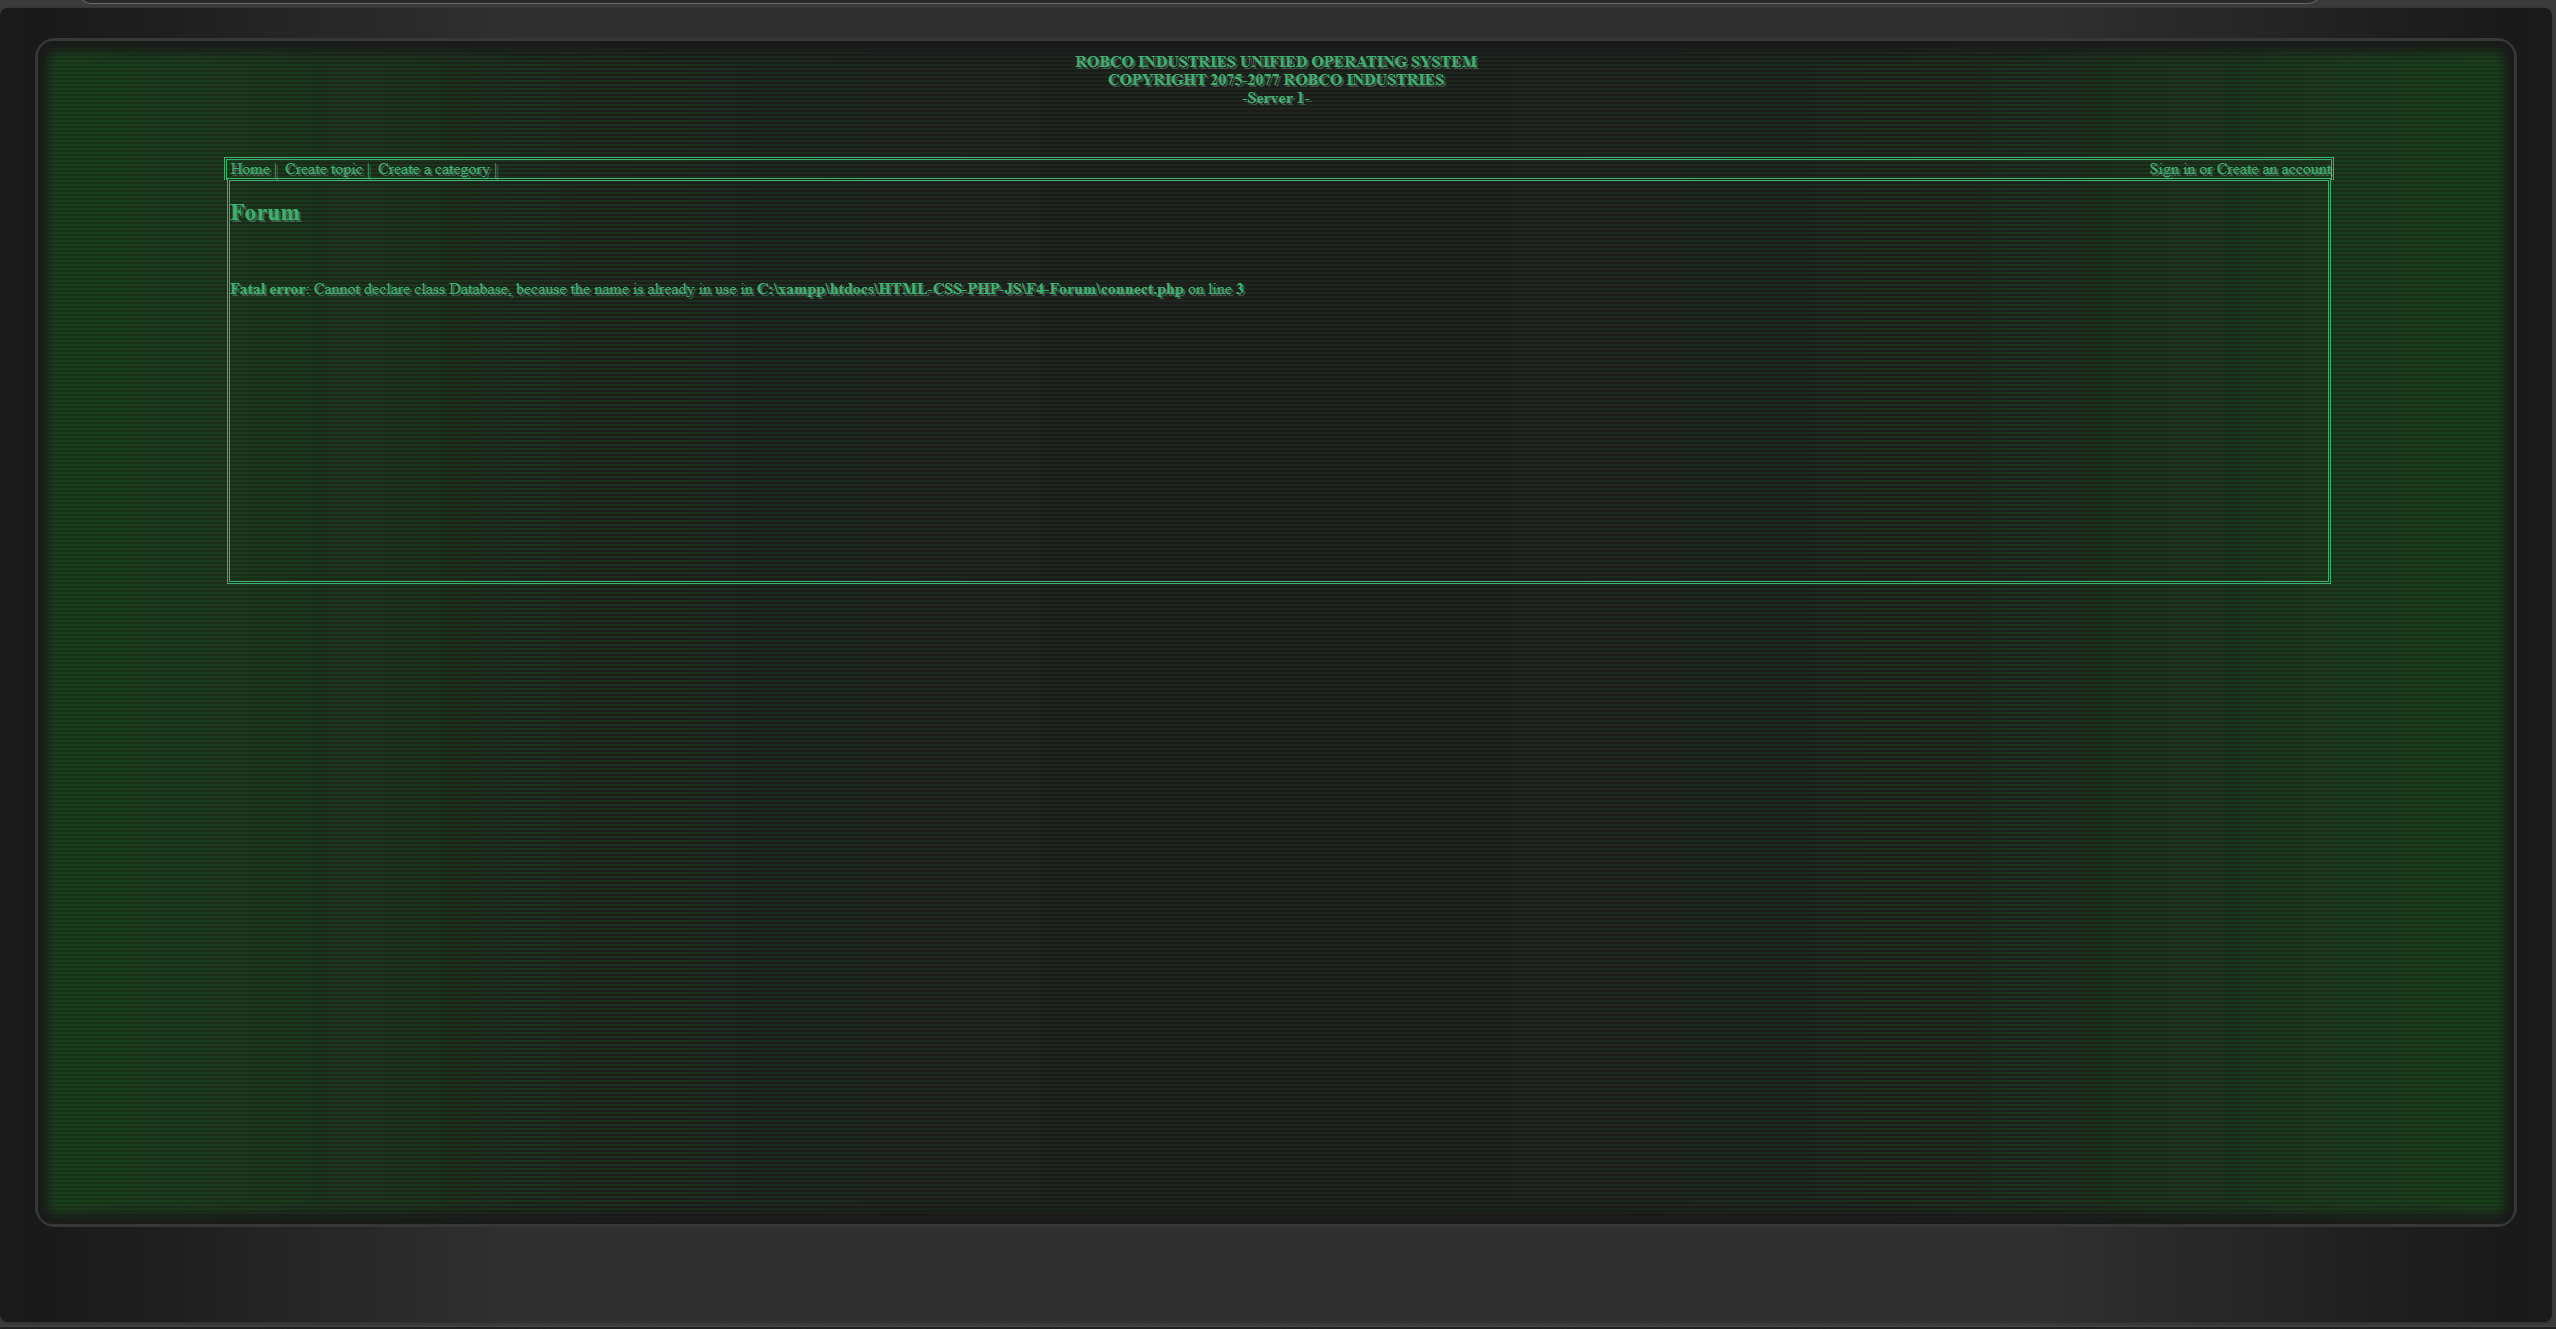 ROBCO INDUSTRIES UNIFIED OPERATING SYSTEM
COPYRIGHT 2075-2077 ROBCO INDUSTRIES
-Server 1-
Home | Create topic | Create a category | Sign in or Create an account
Forum
Fatal error: Cannot declare class Database, because the name is already in use in C:\xampp\htdocs\HTML-CSS-PHP-JS\F4-Forum\connect.php on line 3